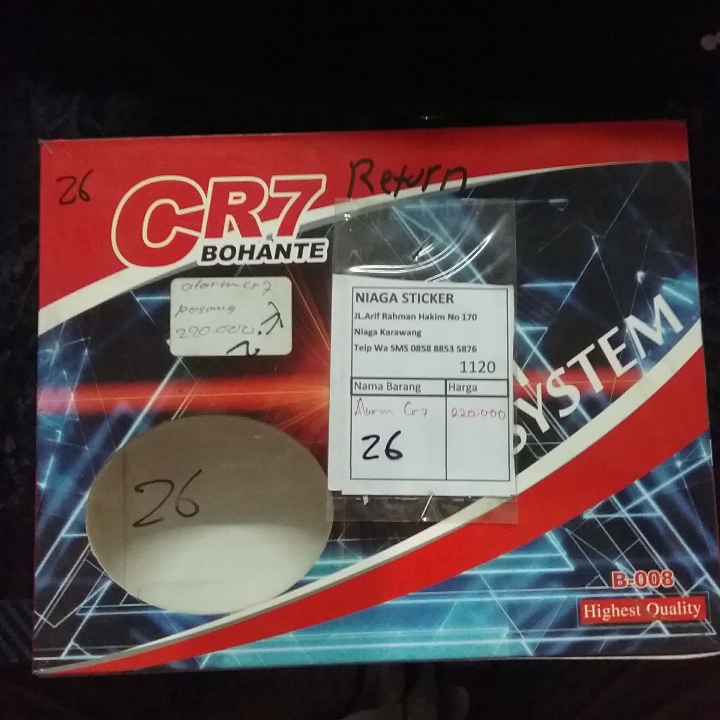 26
Return
CR7
BOHANTE
alarm cr7
pasang
220.000.
NIAGA STICKER
JL.Arif Rahman Hakim No 170
Niaga Karawang
Telp Wa SMS 0858 8853 5876
1120
Nama Barang Harga
Alarm Cr7 220.000
26
SYSTEM
26
B-008
Highest Quality